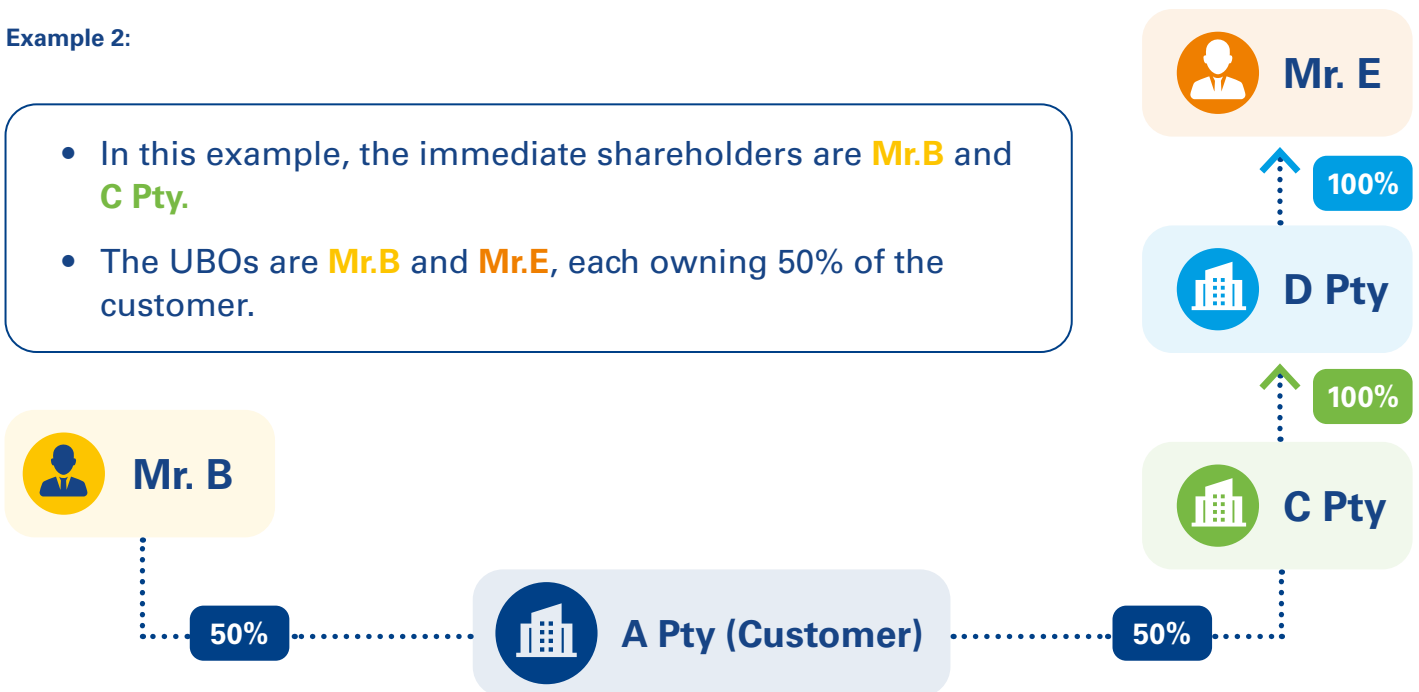 Example 2:
• In this example, the immediate shareholders are Mr.B and
C Pty.
• The UBOs are Mr.B and Mr.E, each owning 50% of the
customer.
Mr. E
100%
D Pty
100%
C Pty
Mr. B
50%
A Pty (Customer)
50%